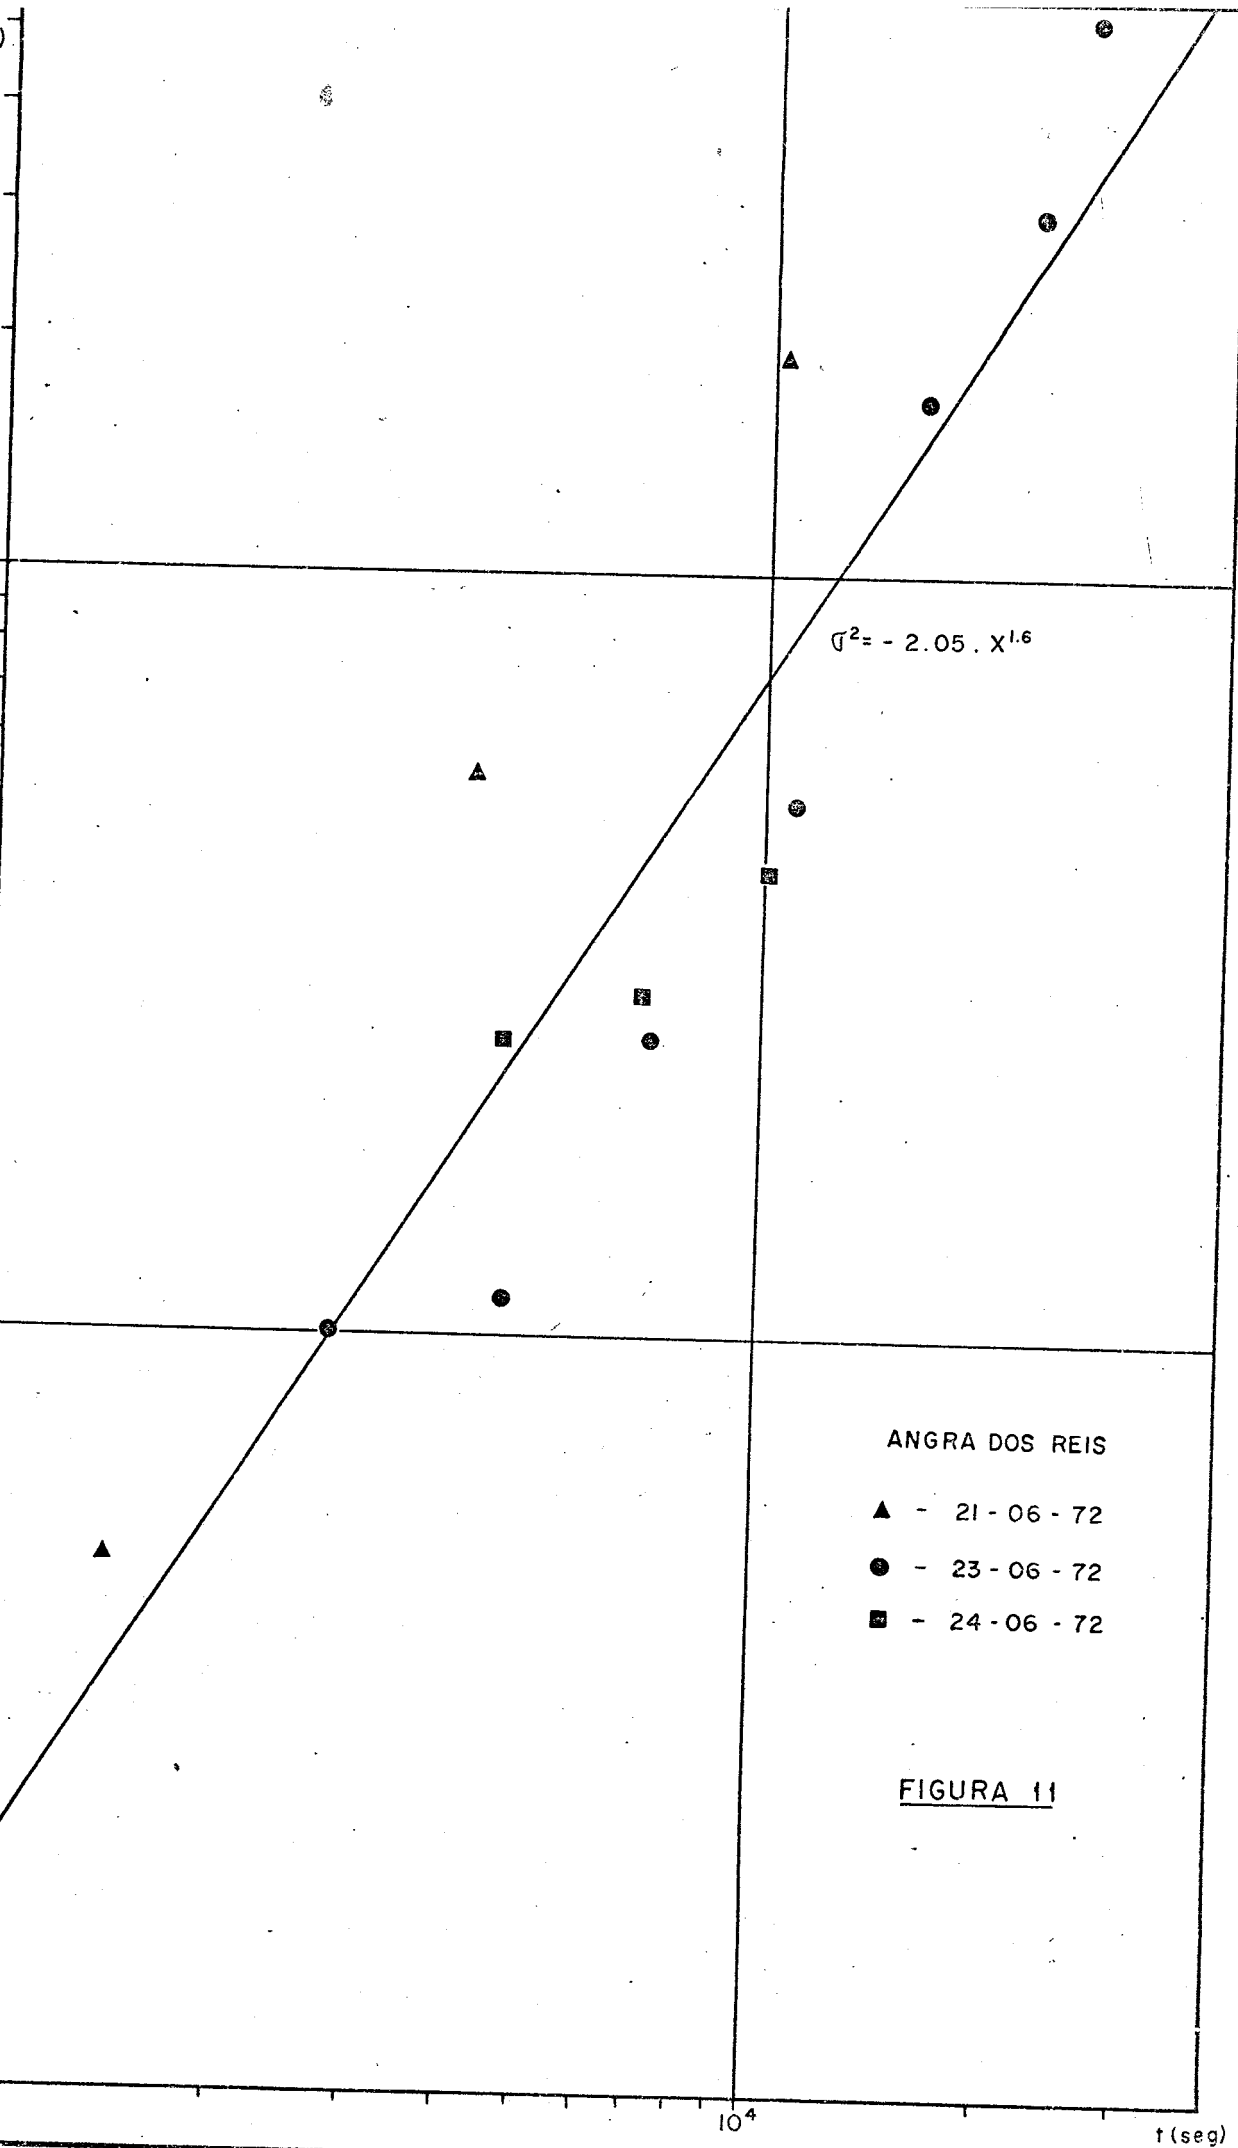 )
σ²= - 2.05 . X^1.6
ANGRA DOS REIS
▲ - 21 - 06 - 72
● - 23 - 06 - 72
■ - 24 - 06 - 72
FIGURA 11
10⁴
t (seg)